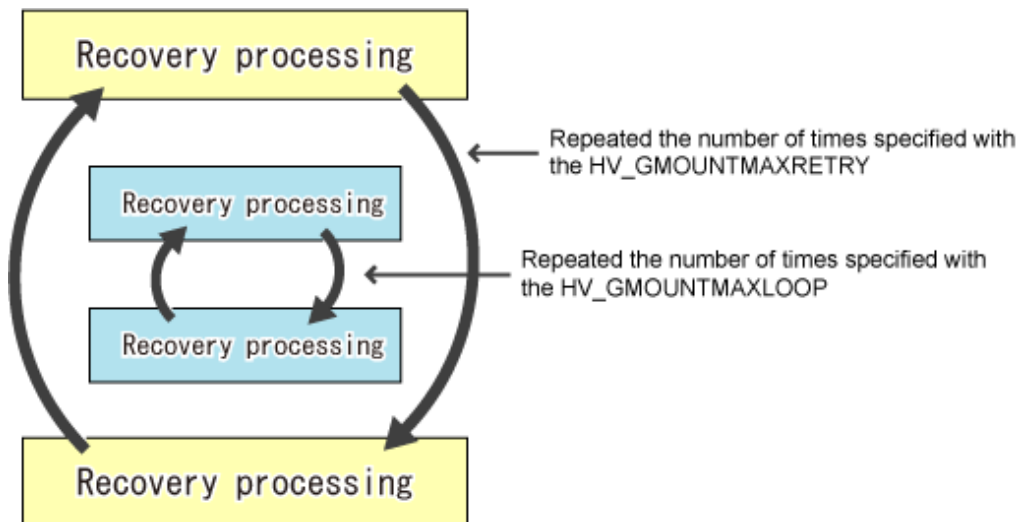 Recovery processing
Repeated the number of times specified with
the HV_GMOUNTMAXRETRY
Recovery processing
Repeated the number of times specified with
the HV_GMOUNTMAXLOOP
Recovery processing
Recovery processing